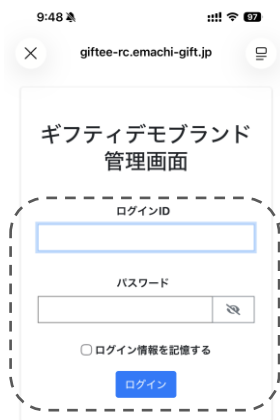 9:48
97
giftee-rc.emachi-gift.jp
ギフティデモブランド
管理画面
ログインID
パスワード
ログイン情報を記憶する
ログイン